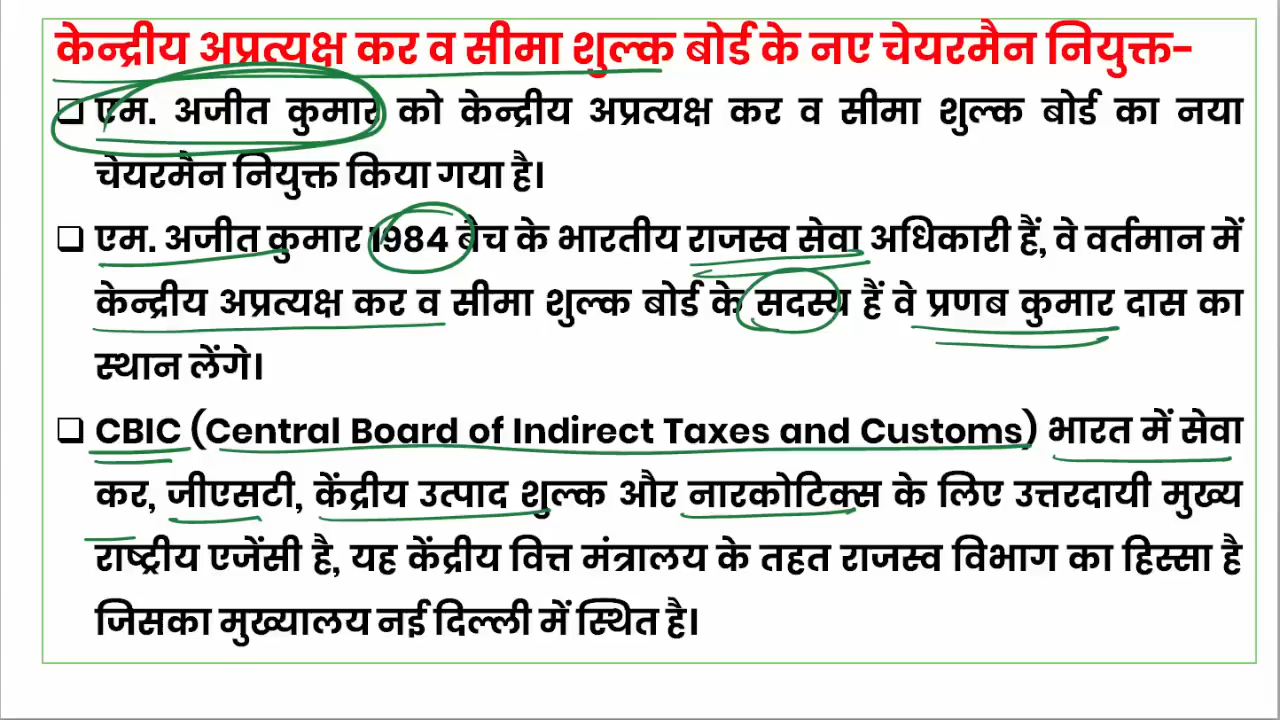 केन्द्रीय अप्रत्यक्ष कर व सीमा शुल्क बोर्ड के नए चेयरमैन नियुक्त-
एम. अजीत कुमार को केन्द्रीय अप्रत्यक्ष कर व सीमा शुल्क बोर्ड का नया
चेयरमैन नियुक्त किया गया है।
एम. अजीत कुमार 1984 बैच के भारतीय राजस्व सेवा अधिकारी हैं, वे वर्तमान में
केन्द्रीय अप्रत्यक्ष कर व सीमा शुल्क बोर्ड के सदस्य हैं वे प्रणब कुमार दास का
स्थान लेंगे।
CBIC (Central Board of Indirect Taxes and Customs) भारत में सेवा
कर, जीएसटी, केंद्रीय उत्पाद शुल्क और नारकोटिक्स के लिए उत्तरदायी मुख्य
राष्ट्रीय एजेंसी है, यह केंद्रीय वित्त मंत्रालय के तहत राजस्व विभाग का हिस्सा है
जिसका मुख्यालय नई दिल्ली में स्थित है।